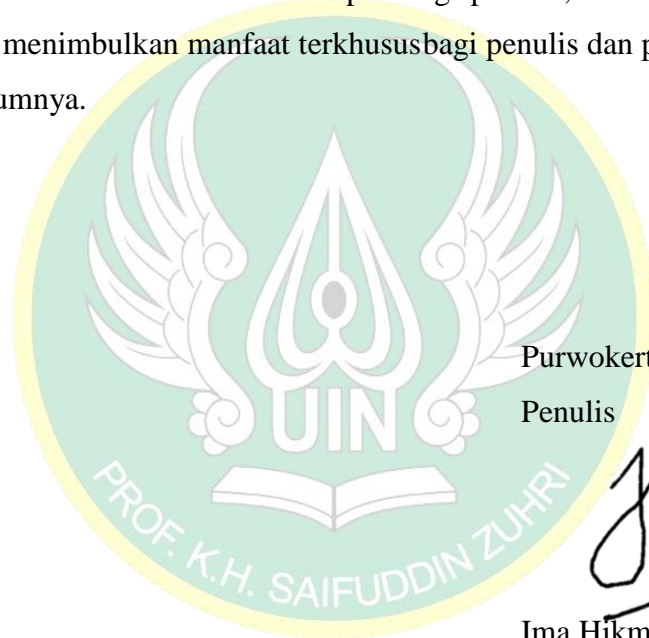 menimbulkan manfaat terkhususbagi penulis dan p
umnya.
Purwokert
Penulis
UIN
PROF. K.H. SAIFUDDIN ZUHRI
Ima Hikm